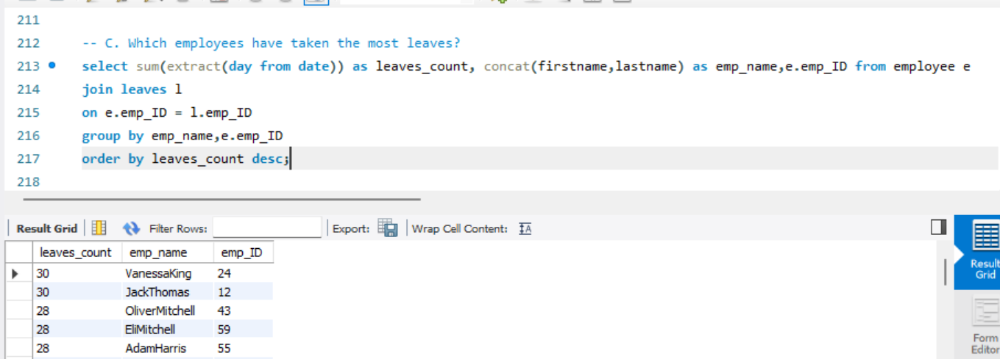 211
212 -- C. Which employees have taken the most leaves?
213 select sum(extract(day from date)) as leaves_count, concat(firstname,lastname) as emp_name,e.emp_ID from employee e
214 join leaves l
215 on e.emp_ID = l.emp_ID
216 group by emp_name,e.emp_ID
217 order by leaves_count desc;
218
Result Grid Filter Rows: Export: Wrap Cell Content: IA
leaves_count emp_name emp_ID
30 VanessaKing 24
30 JackThomas 12
28 OliverMitchell 43
28 EliMitchell 59
28 AdamHarris 55
Result
Grid
Form
Editor